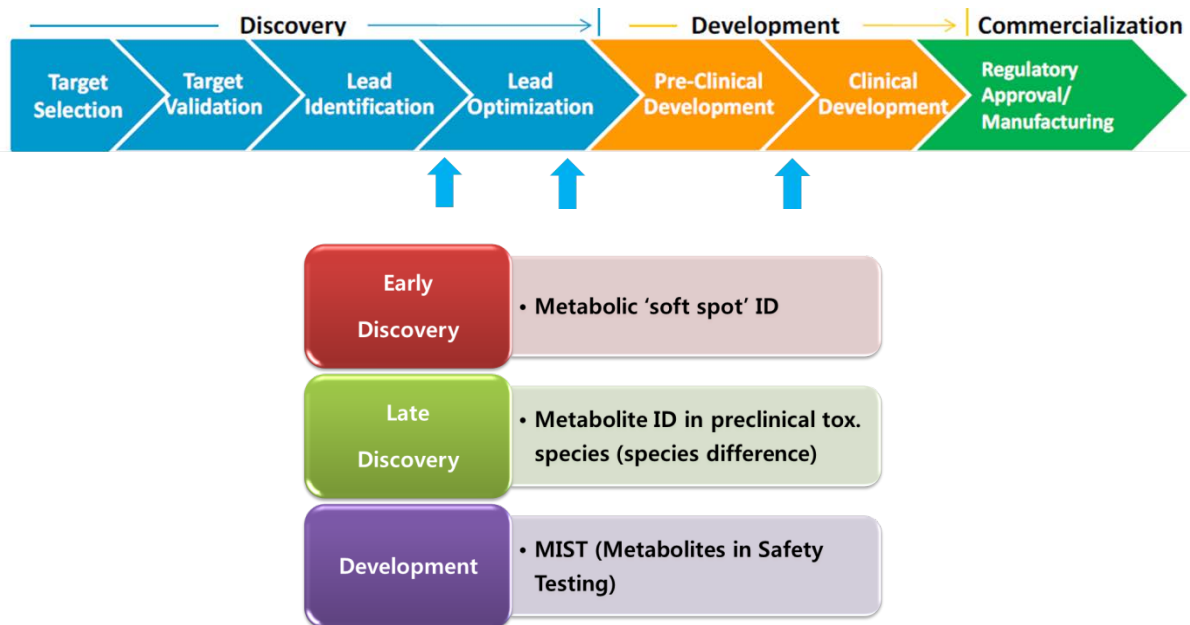 Discovery
Development
Commercialization
Target
Selection
Target
Validation
Lead
Identification
Lead
Optimization
Pre-Clinical
Development
Clinical
Development
Regulatory
Approval/
Manufacturing
Early
Discovery
• Metabolic ‘soft spot’ ID
Late
Discovery
• Metabolite ID in preclinical tox.
species (species difference)
Development
• MIST (Metabolites in Safety
Testing)